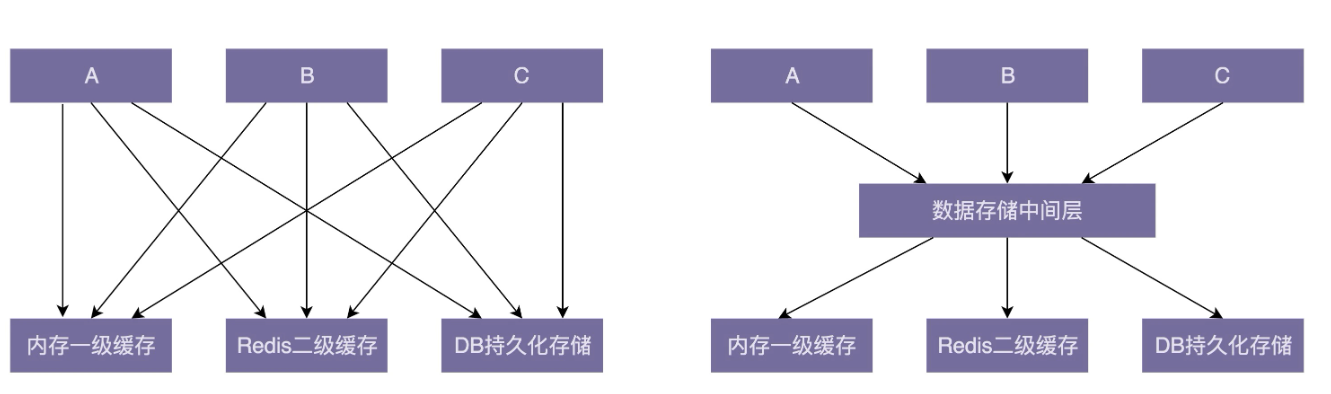 A
B
C
内存一级缓存
Redis二级缓存
DB持久化存储
A
B
C
数据存储中间层
内存一级缓存
Redis二级缓存
DB持久化存储